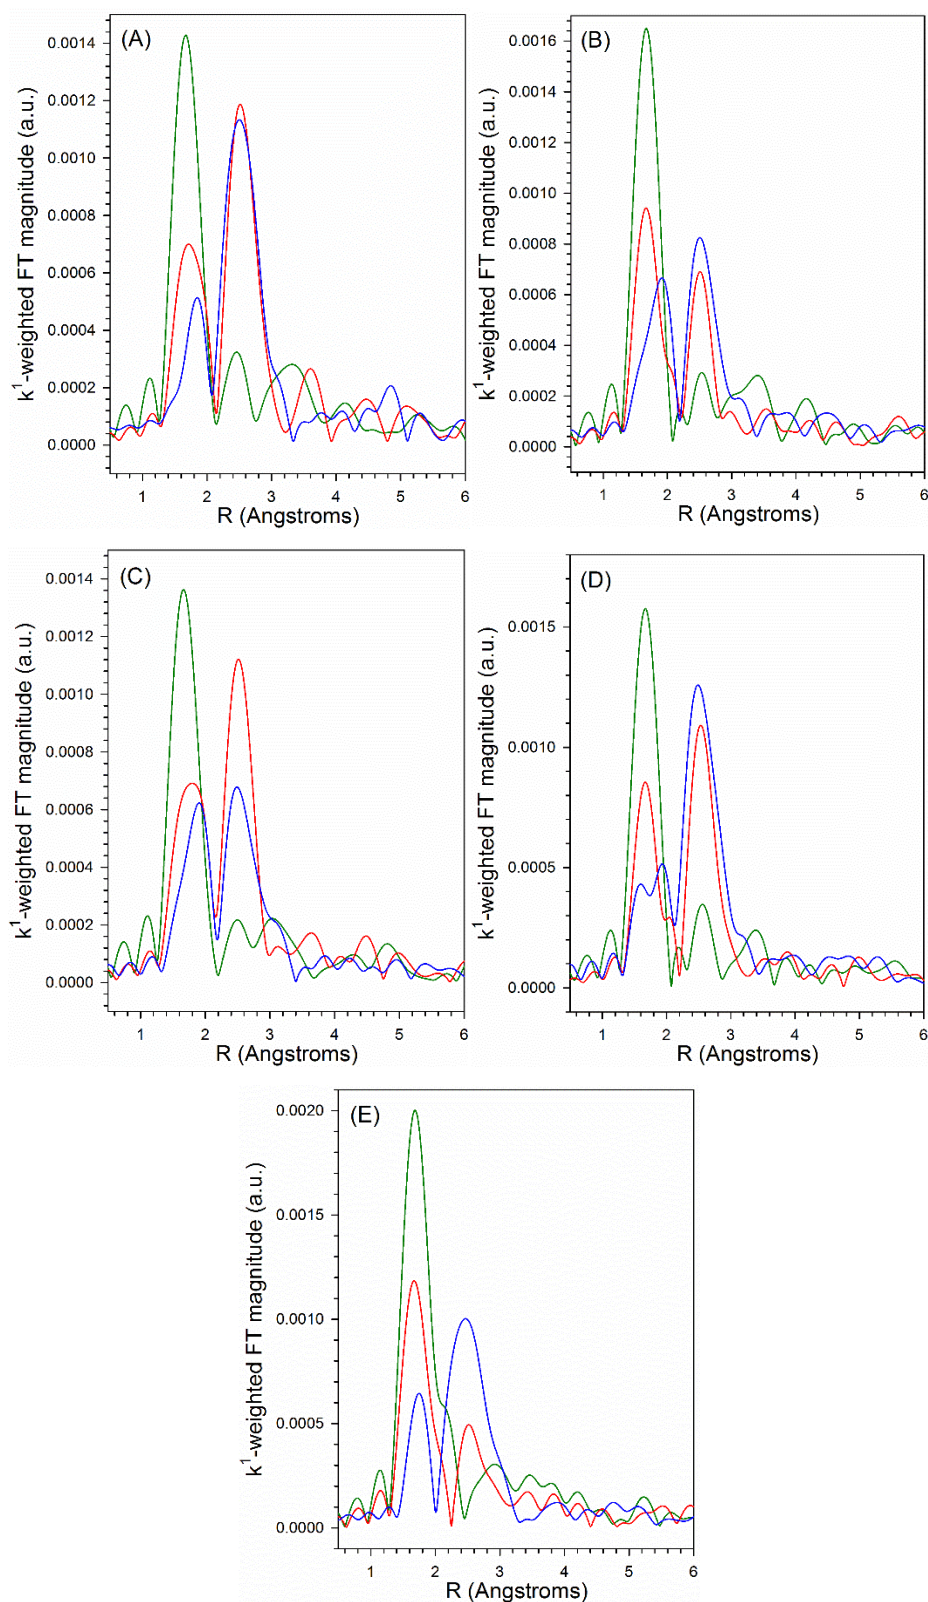 (A)
k¹-weighted FT magnitude (a.u.)
0.0014
0.0012
0.0010
0.0008
0.0006
0.0004
0.0002
0.0000
1 2 3 4 5 6
R (Angstroms)
(B)
k¹-weighted FT magnitude (a.u.)
0.0016
0.0014
0.0012
0.0010
0.0008
0.0006
0.0004
0.0002
0.0000
1 2 3 4 5 6
R (Angstroms)
(C)
k¹-weighted FT magnitude (a.u.)
0.0014
0.0012
0.0010
0.0008
0.0006
0.0004
0.0002
0.0000
1 2 3 4 5 6
R (Angstroms)
(D)
k¹-weighted FT magnitude (a.u.)
0.0015
0.0010
0.0005
0.0000
1 2 3 4 5 6
R (Angstroms)
(E)
k¹-weighted FT magnitude (a.u.)
0.0020
0.0015
0.0010
0.0005
0.0000
1 2 3 4 5 6
R (Angstroms)